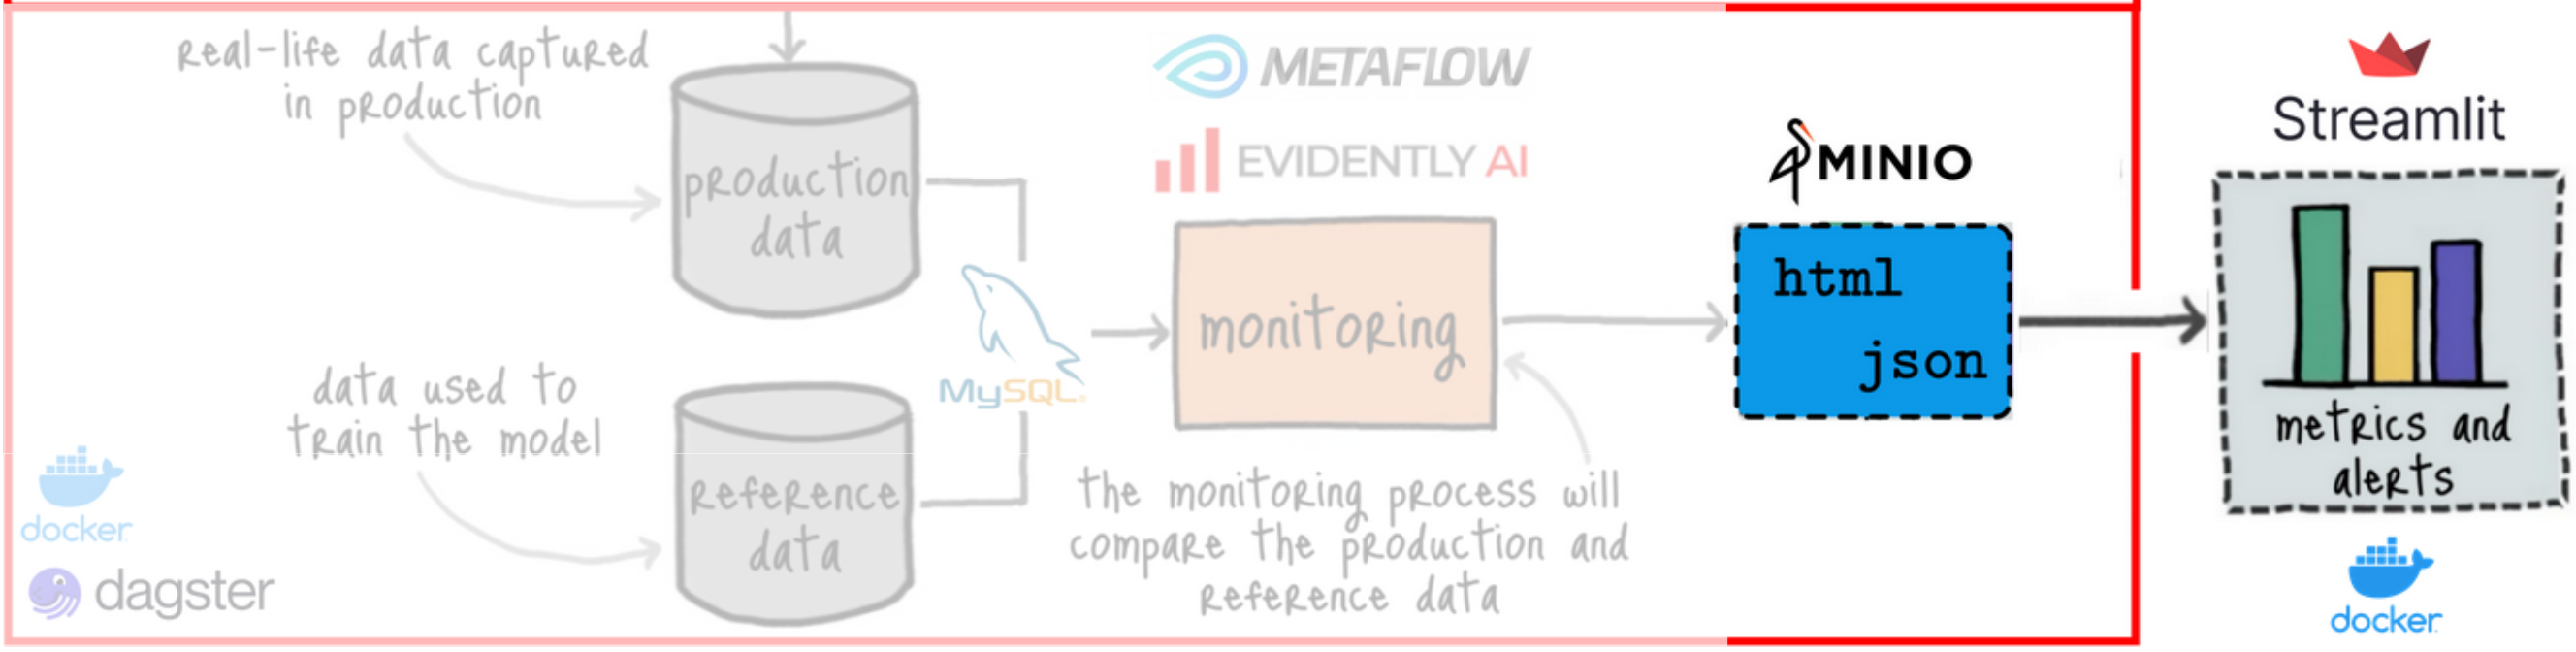 real-life data captured
in production
production
data
METAFLOW
EVIDENTLY AI
MINIO
Streamlit
html
json
monitoring
MySQL
data used to
train the model
reference
data
the monitoring process will
compare the production and
reference data
metrics and
alerts
docker
dagster
docker